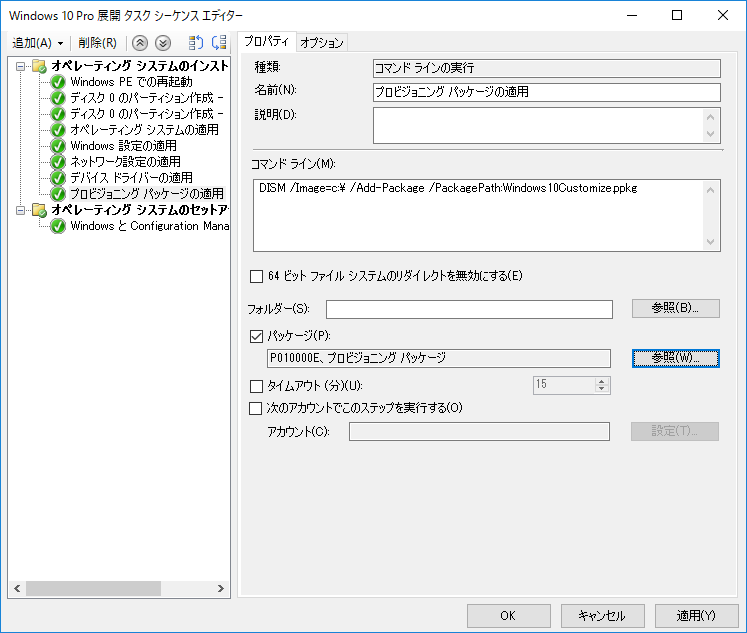 Windows 10 Pro 展開 タスク シーケンス エディター
追加(A)
削除(R)
オペレーティング システムのインスト
Windows PE での再起動
ディスク 0 のパーティション作成 -
ディスク 0 のパーティション作成 -
オペレーティング システムの適用
Windows 設定の適用
ネットワーク設定の適用
デバイス ドライバーの適用
プロビジョニング パッケージの適用
オペレーティング システムのセットア
Windows と Configuration Mana
プロパティ オプション
種類: コマンド ラインの実行
名前(N): プロビジョニング パッケージの適用
説明(D):
コマンド ライン(M):
DISM /Image=c:¥ /Add-Package /PackagePath:Windows10Customize.ppkg
64 ビット ファイル システムのリダイレクトを無効にする(E)
フォルダー(S): 参照(B)...
パッケージ(P):
P010000E、プロビジョニング パッケージ 参照(W)...
タイムアウト (分)(U): 15
次のアカウントでこのステップを実行する(O)
アカウント(C): 設定(T)...
OK キャンセル 適用(Y)